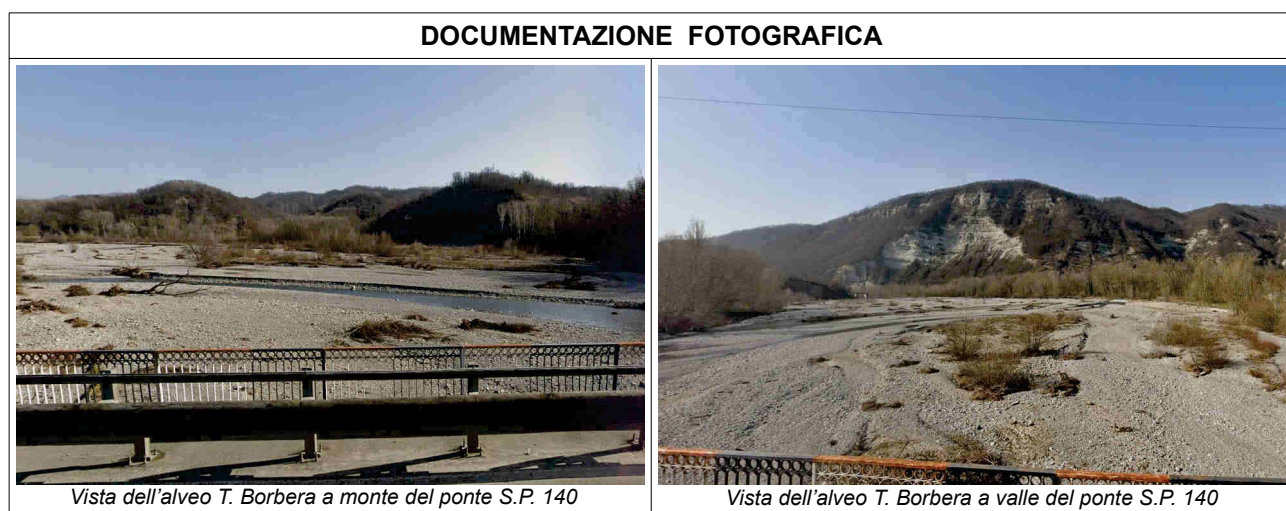 DOCUMENTAZIONE FOTOGRAFICA
Vista dell'alveo T. Borbera a monte del ponte S.P. 140
Vista dell'alveo T. Borbera a valle del ponte S.P. 140